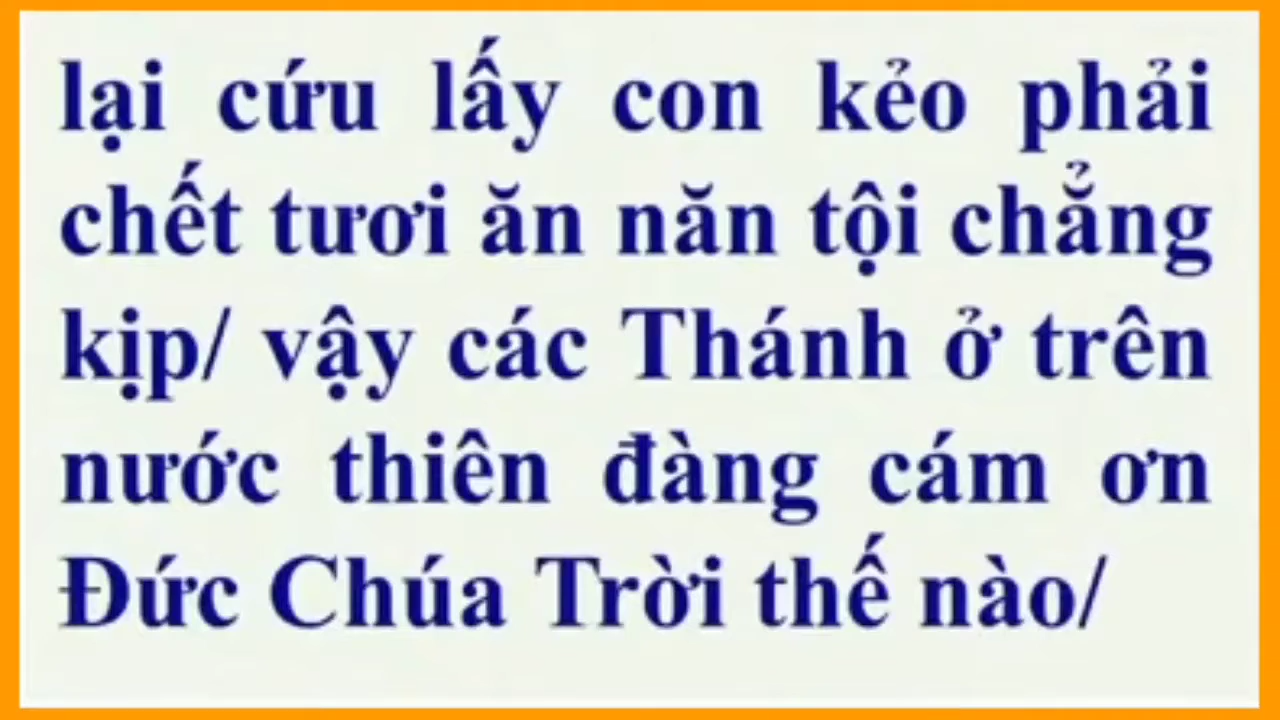 lại cứu lấy con kẻo phải
chết tươi ăn năn tội chẳng
kịp/ vậy các Thánh ở trên
nước thiên đàng cám ơn
Đức Chúa Trời thế nào/